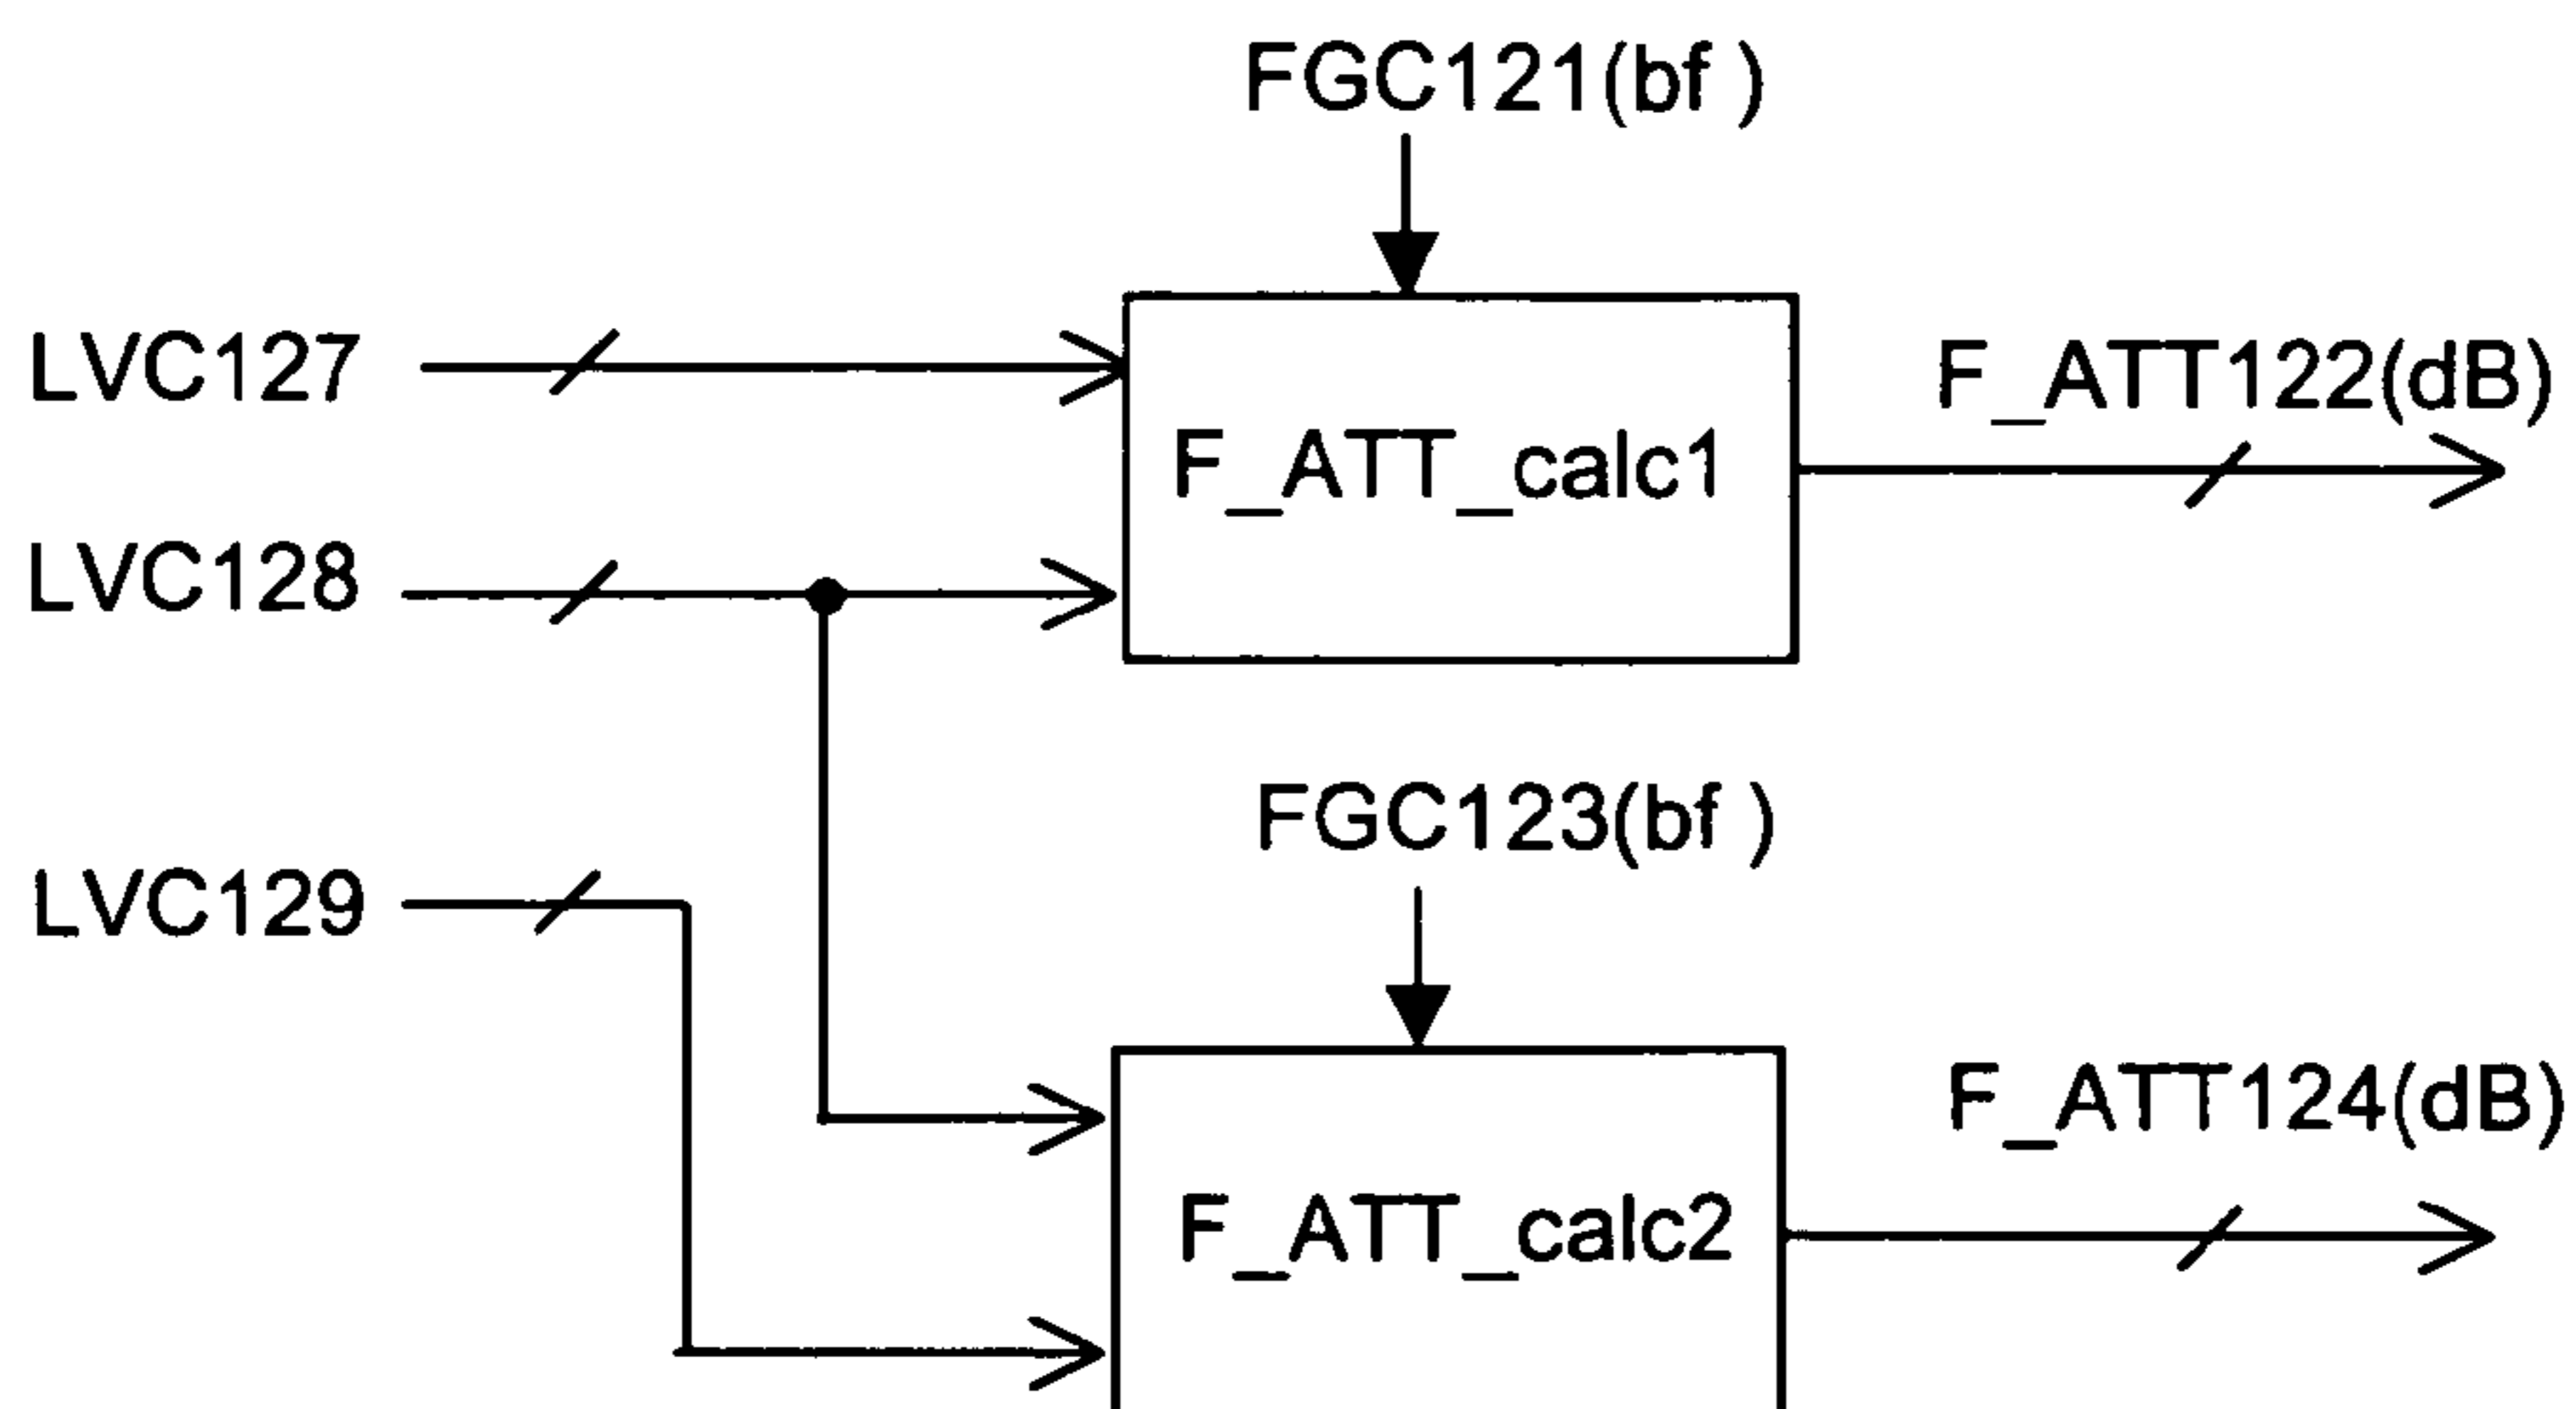 FGC121(bf )
LVC127
F_ATT122(dB)
F_ATT_calc1
LVC128
FGC123(bf )
LVC129
F_ATT124(dB)
F_ATT_calc2